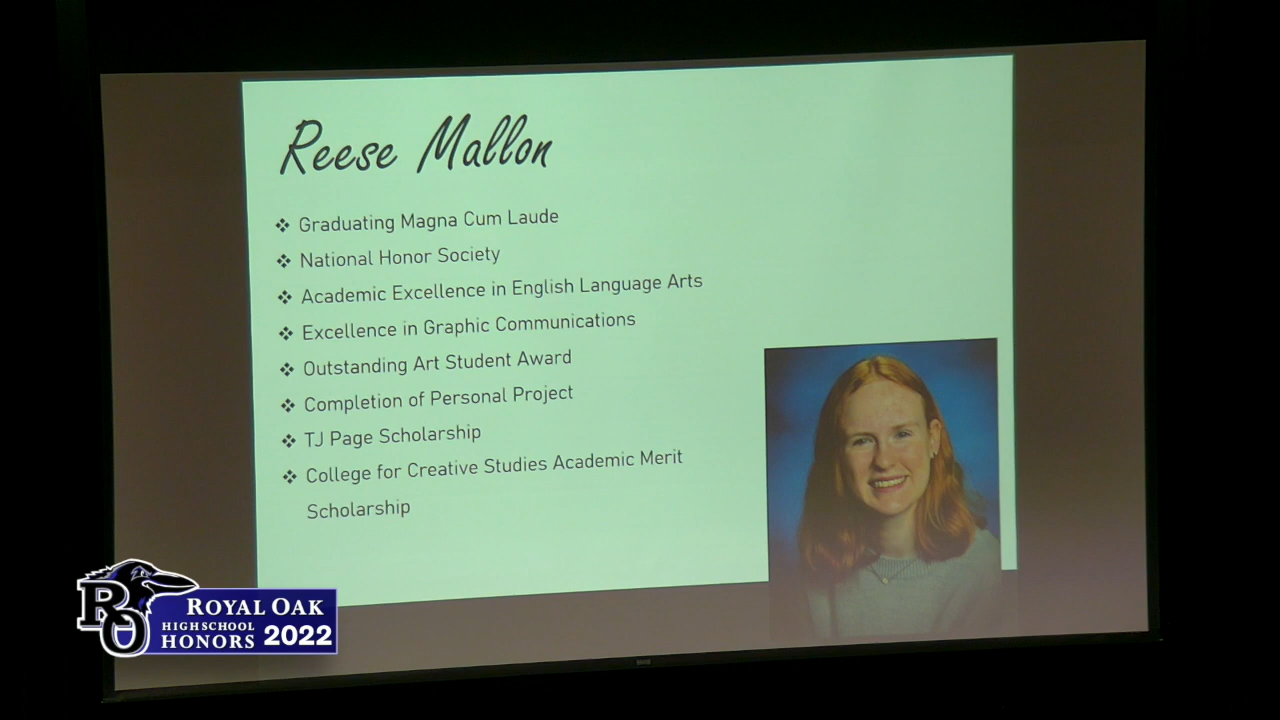 Reese Mallon
❖ Graduating Magna Cum Laude
❖ National Honor Society
❖ Academic Excellence in English Language Arts
❖ Excellence in Graphic Communications
❖ Outstanding Art Student Award
❖ Completion of Personal Project
❖ TJ Page Scholarship
❖ College for Creative Studies Academic Merit
Scholarship
RO
ROYAL OAK
HIGH SCHOOL
HONORS 2022